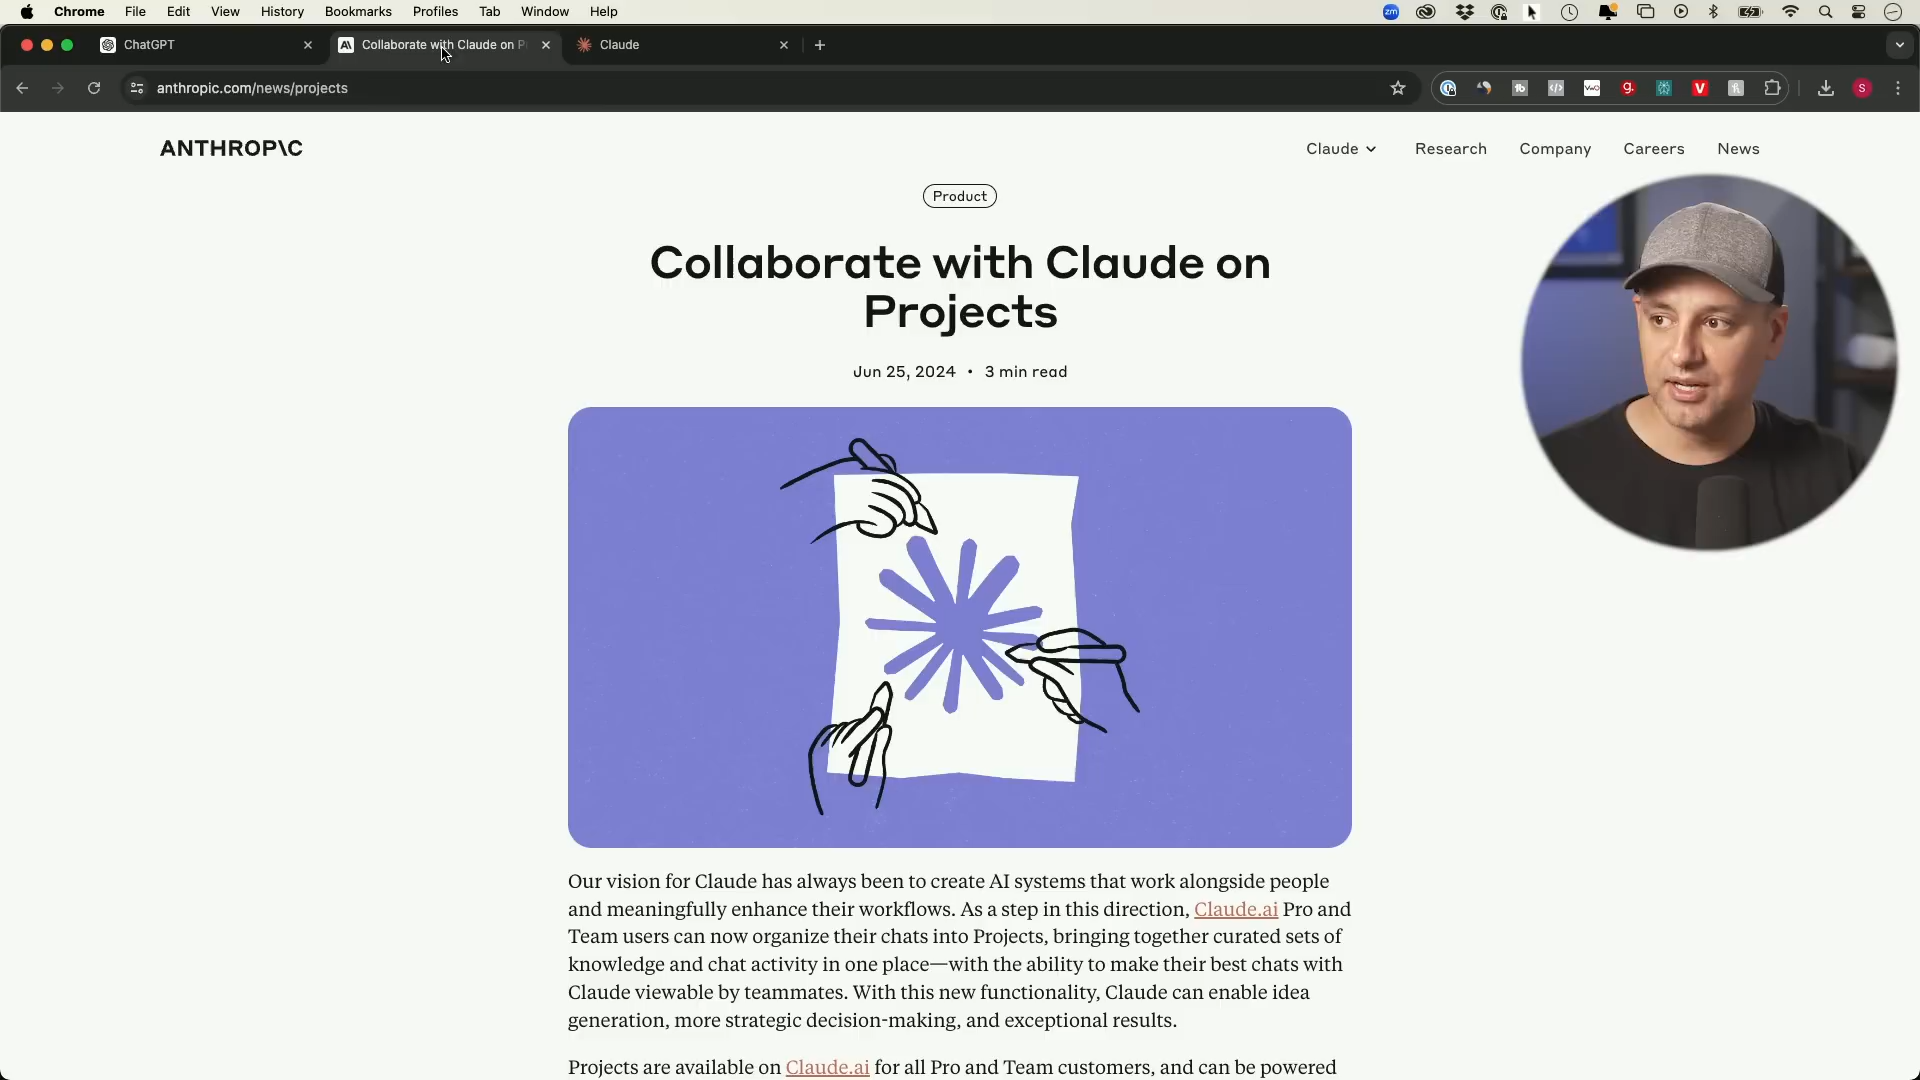 Chrome File Edit View History Bookmarks Profiles Tab Window Help
zm
ChatGPT
Collaborate with Claude on P
Claude
anthropic.com/news/projects
ANTHROP\C
Claude Research Company Careers News
Product
Collaborate with Claude on
Projects
Jun 25, 2024 • 3 min read
Our vision for Claude has always been to create AI systems that work alongside people
and meaningfully enhance their workflows. As a step in this direction, Claude.ai Pro and
Team users can now organize their chats into Projects, bringing together curated sets of
knowledge and chat activity in one place—with the ability to make their best chats with
Claude viewable by teammates. With this new functionality, Claude can enable idea
generation, more strategic decision-making, and exceptional results.
Projects are available on Claude.ai for all Pro and Team customers, and can be powered